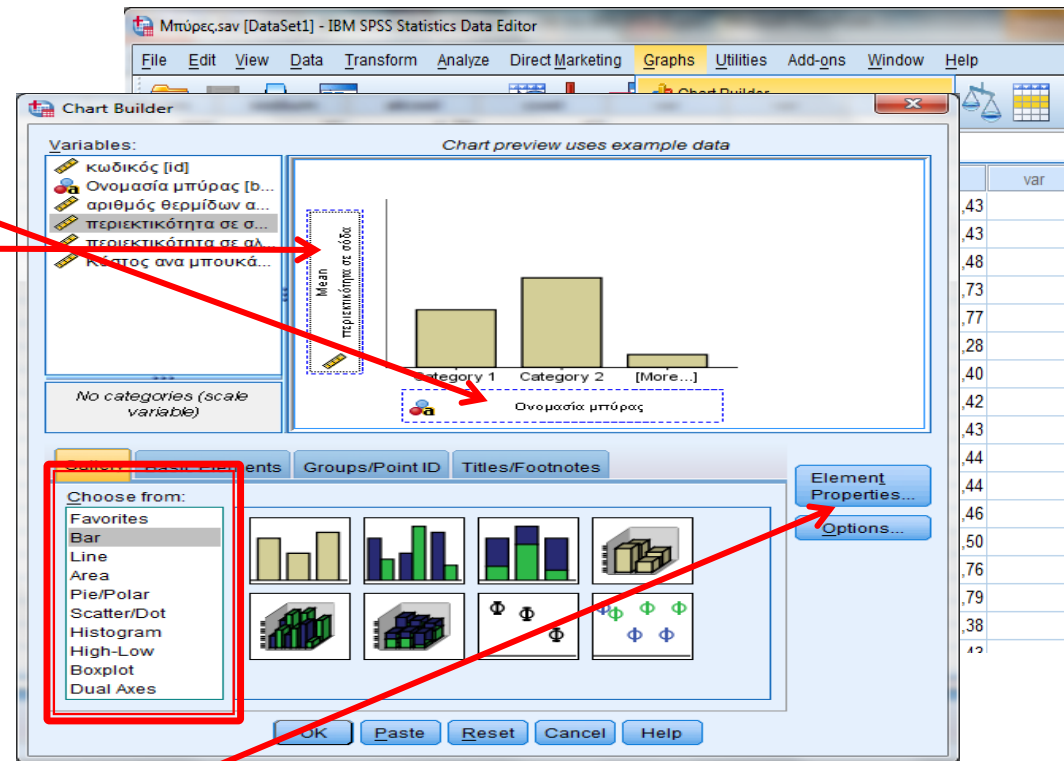 Μπύρες.sav [DataSet1] - IBM SPSS Statistics Data Editor
File Edit View Data Transform Analyze Direct Marketing Graphs Utilities Add-ons Window Help
Chart Builder
Chart Builder
Variables:
Chart preview uses example data
κωδικός [id]
Ονομασία μπύρας [b...
αριθμός θερμίδων α...
περιεκτικότητα σε σ...
περιεκτικότητα σε αλ...
Κόστος ανα μπουκά...
No categories (scale
variable)
Mean
περιεκτικότητα σε σόδα
Category 1 Category 2 [More...]
Ονομασία μπύρας
var
,43
,43
,48
,73
,77
,28
,40
,42
,43
,44
,44
,46
,50
,76
,79
,38
,43
Gallery Basic Elements Groups/Point ID Titles/Footnotes
Choose from:
Favorites
Bar
Line
Area
Pie/Polar
Scatter/Dot
Histogram
High-Low
Boxplot
Dual Axes
Element
Properties...
Options...
OK Paste Reset Cancel Help